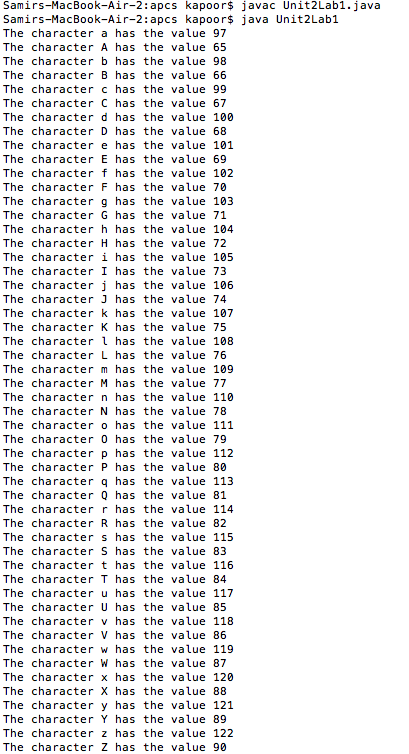 Samirs-MacBook-Air-2:apcs kapoor$ javac Unit2Lab1.java
Samirs-MacBook-Air-2:apcs kapoor$ java Unit2Lab1
The character a has the value 97
The character A has the value 65
The character b has the value 98
The character B has the value 66
The character c has the value 99
The character C has the value 67
The character d has the value 100
The character D has the value 68
The character e has the value 101
The character E has the value 69
The character f has the value 102
The character F has the value 70
The character g has the value 103
The character G has the value 71
The character h has the value 104
The character H has the value 72
The character i has the value 105
The character I has the value 73
The character j has the value 106
The character J has the value 74
The character k has the value 107
The character K has the value 75
The character l has the value 108
The character L has the value 76
The character m has the value 109
The character M has the value 77
The character n has the value 110
The character N has the value 78
The character o has the value 111
The character O has the value 79
The character p has the value 112
The character P has the value 80
The character q has the value 113
The character Q has the value 81
The character r has the value 114
The character R has the value 82
The character s has the value 115
The character S has the value 83
The character t has the value 116
The character T has the value 84
The character u has the value 117
The character U has the value 85
The character v has the value 118
The character V has the value 86
The character w has the value 119
The character W has the value 87
The character x has the value 120
The character X has the value 88
The character y has the value 121
The character Y has the value 89
The character z has the value 122
The character Z has the value 90